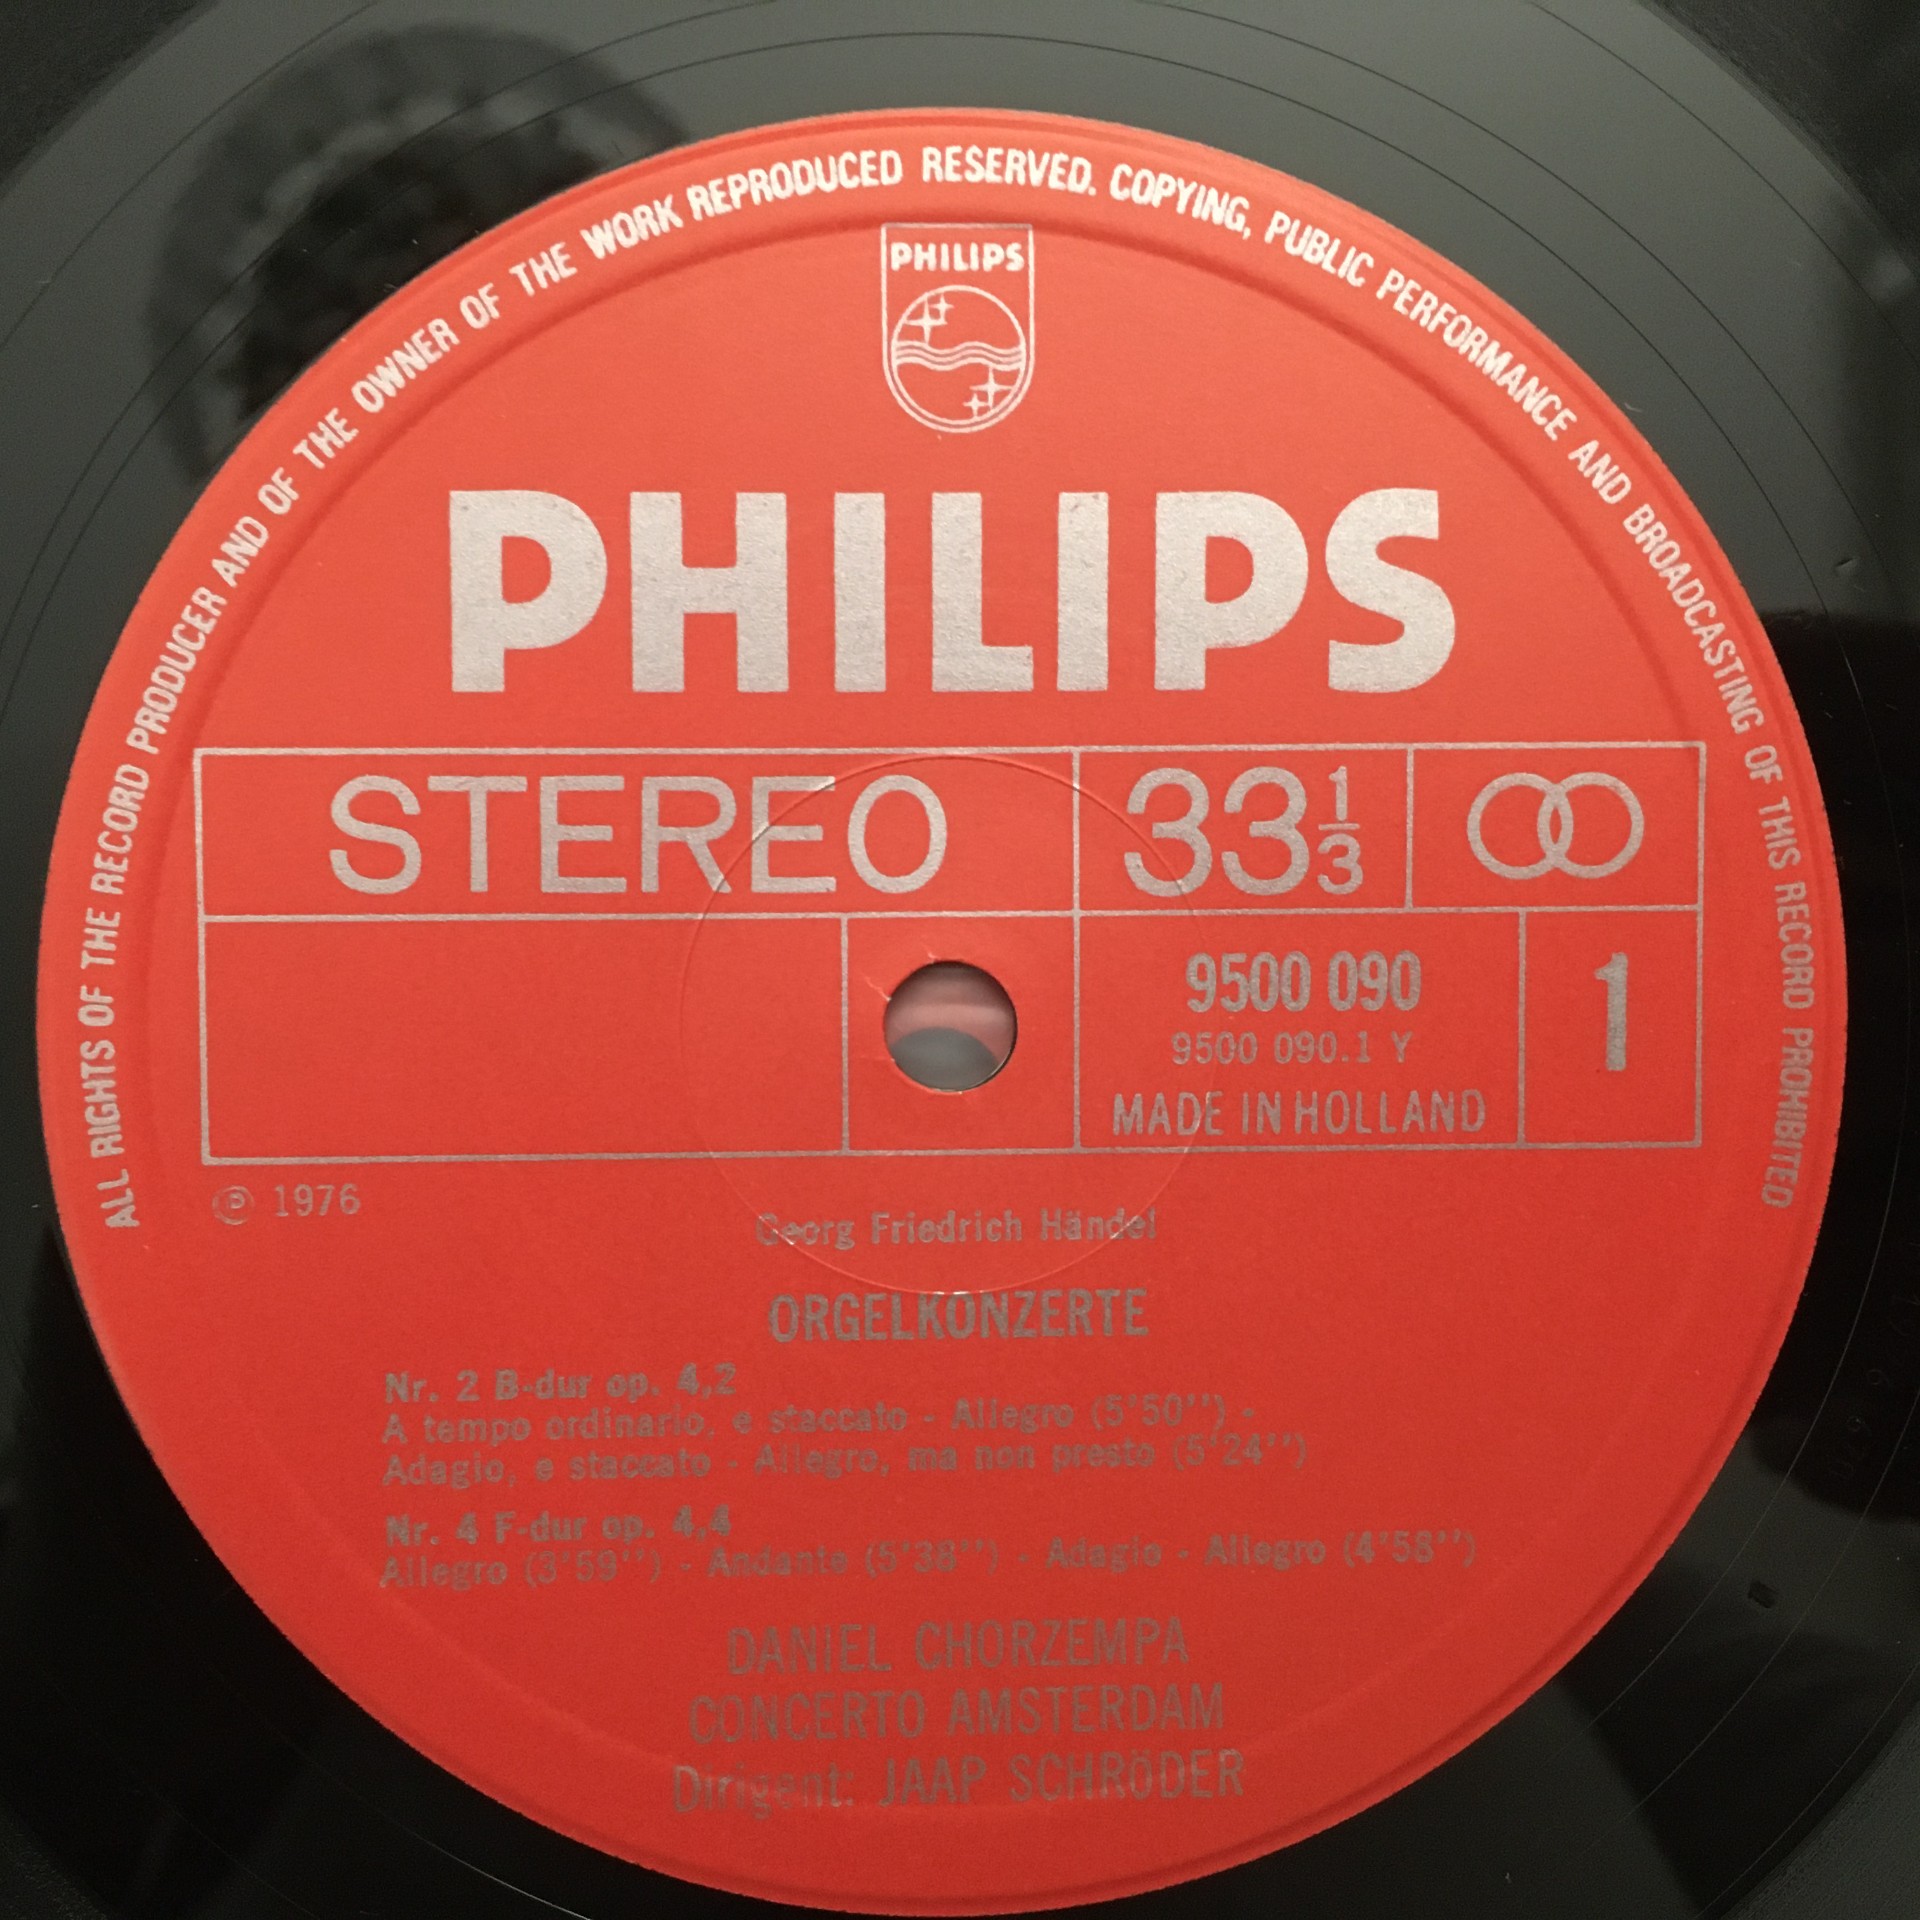 ALL RIGHTS OF THE RECORD PRODUCER AND OF THE OWNER OF THE WORK REPRODUCED RESERVED. COPYING, PUBLIC PERFORMANCE AND BROADCASTING OF THIS RECORD PROHIBITED
PHILIPS
PHILIPS
STEREO 33 1/3
9500 090 1
9500 090.1 Y
MADE IN HOLLAND
℗ 1976
Georg Friedrich Händel
ORGELKONZERTE
Nr. 2 B-dur op. 4,2
A tempo ordinario, e staccato - Allegro (5'50'') -
Adagio, e staccato - Allegro, ma non presto (5'24'')
Nr. 4 F-dur op. 4,4
Allegro (3'59'') - Andante (5'38'') - Adagio - Allegro (4'58'')
DANIEL CHORZEMPA
CONCERTO AMSTERDAM
Dirigent: JAAP SCHRÖDER